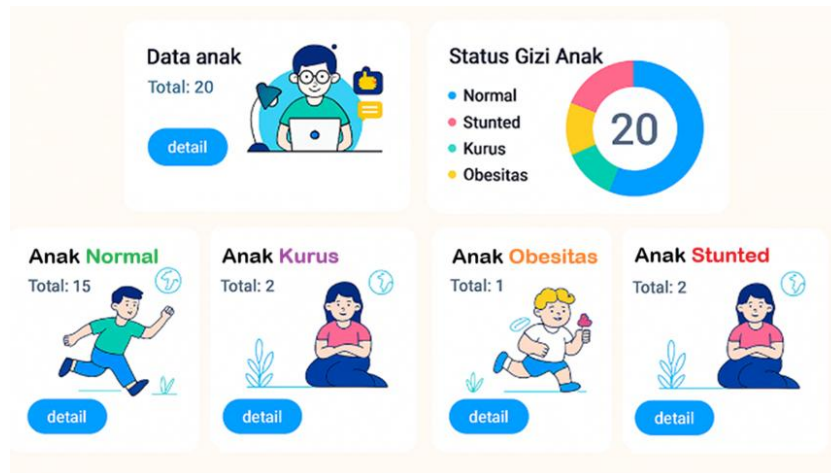 Data anak
Total: 20
detail
Status Gizi Anak
Normal
Stunted
Kurus
Obesitas
20
Anak Normal
Total: 15
detail
Anak Kurus
Total: 2
detail
Anak Obesitas
Total: 1
detail
Anak Stunted
Total: 2
detail